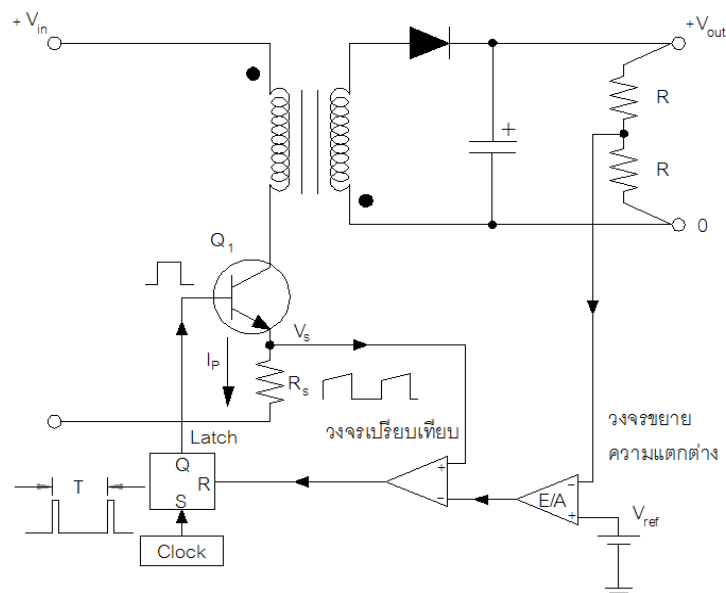 + Vin
+Vout
R
R
0
Q1
Vs
IP
Rs
วงจรเปรียบเทียบ
วงจรขยาย
ความแตกต่าง
Latch
Q
R
S
T
Clock
+
+
−
E/A
−
+
Vref